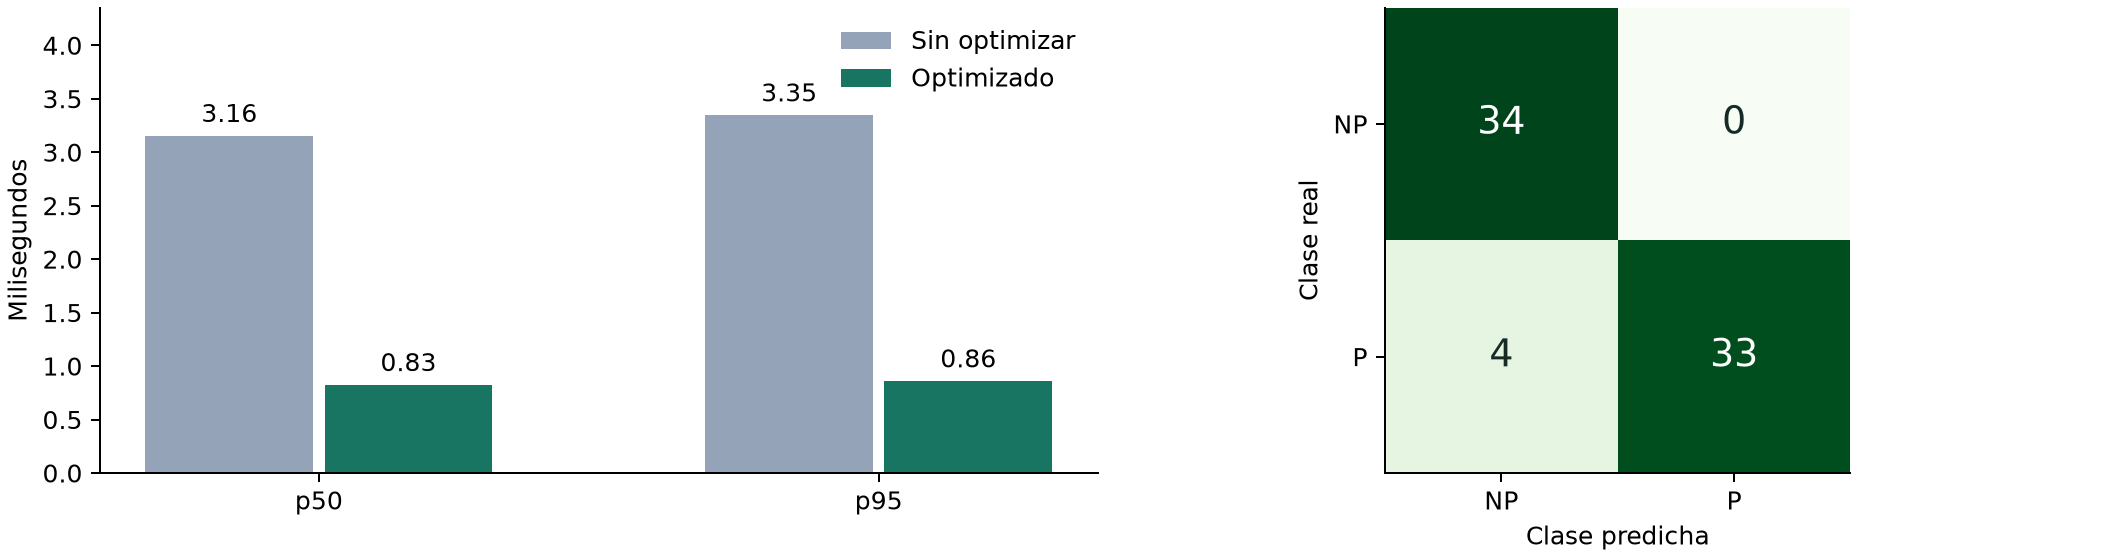 Milisegundos
4.0
3.5
3.0
2.5
2.0
1.5
1.0
0.5
0.0
3.16
0.83
3.35
0.86
Sin optimizar
Optimizado
p50
p95
Clase real
NP
P
34
0
4
33
NP
P
Clase predicha